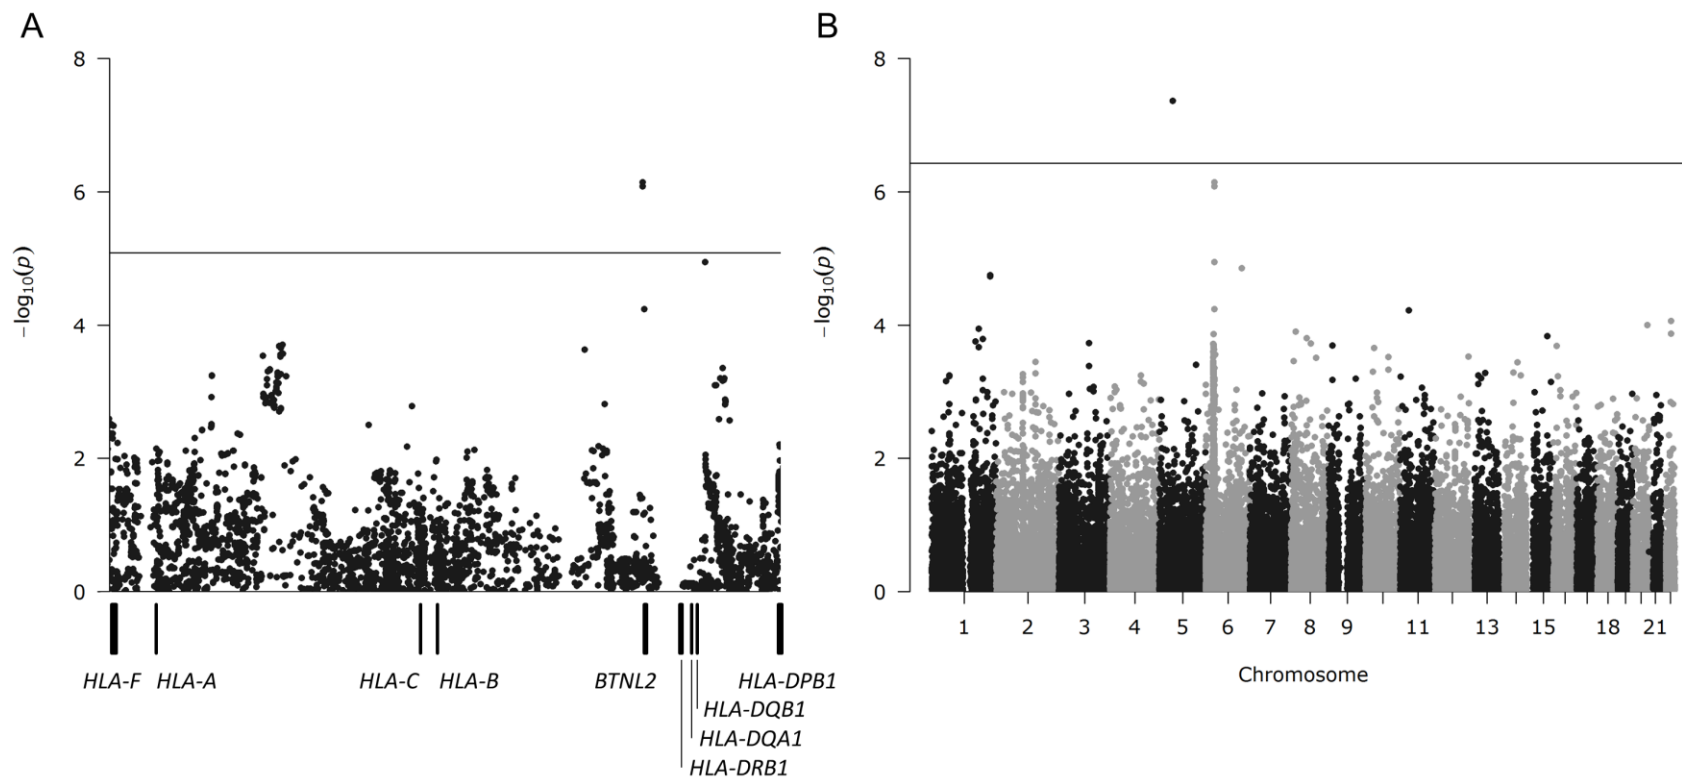 A
8
6
4
2
0
−log10(p)
HLA-F HLA-A HLA-C HLA-B BTNL2 HLA-DPB1
HLA-DQB1
HLA-DQA1
HLA-DRB1
B
8
6
4
2
0
−log10(p)
1 2 3 4 5 6 7 8 9 11 13 15 18 21
Chromosome